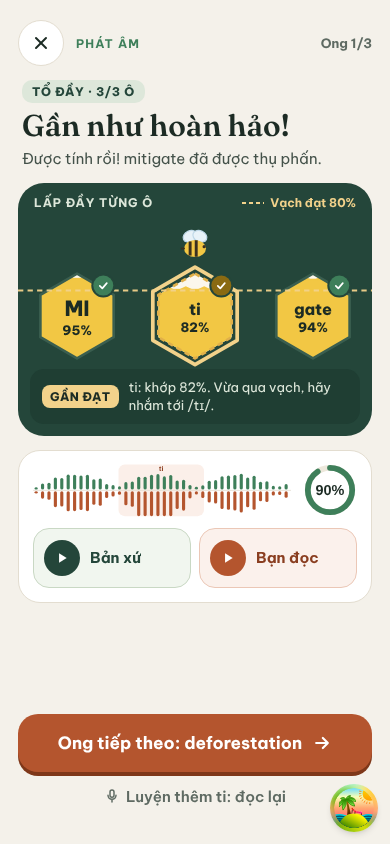 PHÁT ÂM
Ong 1/3
TỔ ĐẦY · 3/3 Ô
Gần như hoàn hảo!
Được tính rồi! mitigate đã được thụ phấn.
LẤP ĐẦY TỪNG Ô
Vạch đạt 80%
MI
95%
ti
82%
gate
94%
GẦN ĐẠT
ti: khớp 82%. Vừa qua vạch, hãy
nhắm tới /tɪ/.
ti
90%
Bản xứ
Bạn đọc
Ong tiếp theo: deforestation
Luyện thêm ti: đọc lại